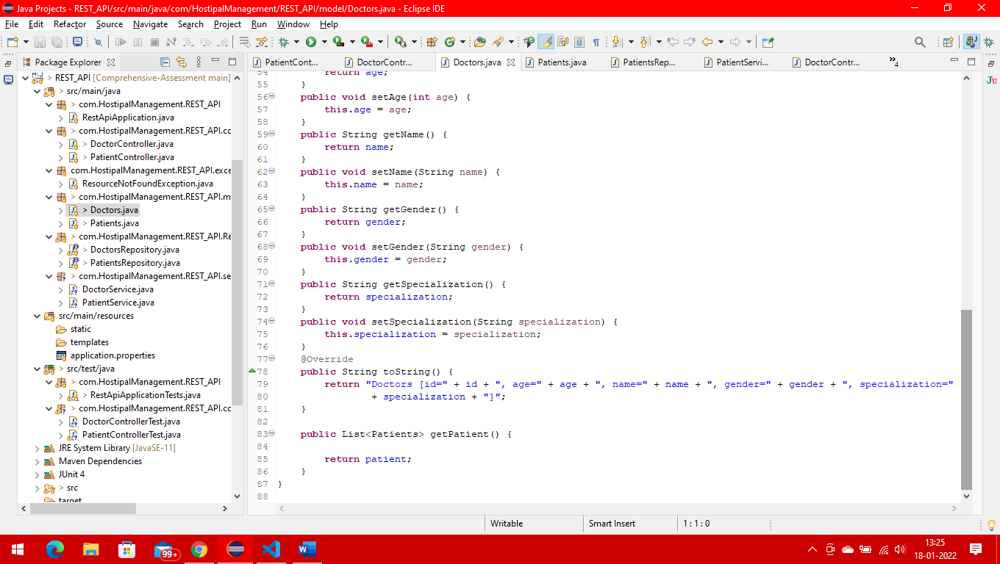 Java Projects - REST_API/src/main/java/com/HostipalManagement/REST_API/model/Doctors.java - Eclipse IDE
File Edit Refactor Source Navigate Search Project Run Window Help
Package Explorer
REST_API [Comprehensive-Assessment main]
> src/main/java
> com.HostipalManagement.REST_API
RestApiApplication.java
> com.HostipalManagement.REST_API.cc
> DoctorController.java
> PatientController.java
com.HostipalManagement.REST_API.exce
ResourceNotFoundException.java
> com.HostipalManagement.REST_API.m
> Doctors.java
> Patients.java
> com.HostipalManagement.REST_API.Re
> DoctorsRepository.java
> PatientsRepository.java
> com.HostipalManagement.REST_API.se
DoctorService.java
PatientService.java
src/main/resources
static
templates
application.properties
> src/test/java
> com.HostipalManagement.REST_API
> RestApiApplicationTests.java
> com.HostipalManagement.REST_API.cc
DoctorControllerTest.java
PatientControllerTest.java
JRE System Library [JavaSE-11]
Maven Dependencies
JUnit 4
> src
target
PatientCont... DoctorContr... Doctors.java Patients.java PatientsRep... PatientServi... DoctorContr... »4
54 return age;
55 }
56 public void setAge(int age) {
57 this.age = age;
58 }
59 public String getName() {
60 return name;
61 }
62 public void setName(String name) {
63 this.name = name;
64 }
65 public String getGender() {
66 return gender;
67 }
68 public void setGender(String gender) {
69 this.gender = gender;
70 }
71 public String getSpecialization() {
72 return specialization;
73 }
74 public void setSpecialization(String specialization) {
75 this.specialization = specialization;
76 }
77 @Override
78 public String toString() {
79 return "Doctors [id=" + id + ", age=" + age + ", name=" + name + ", gender=" + gender + ", specialization="
80 + specialization + "]";
81 }
82
83 public List<Patients> getPatient() {
84
85 return patient;
86 }
87 }
88
Ju
Writable Smart Insert 1 : 1 : 0
99+
13:25
18-01-2022